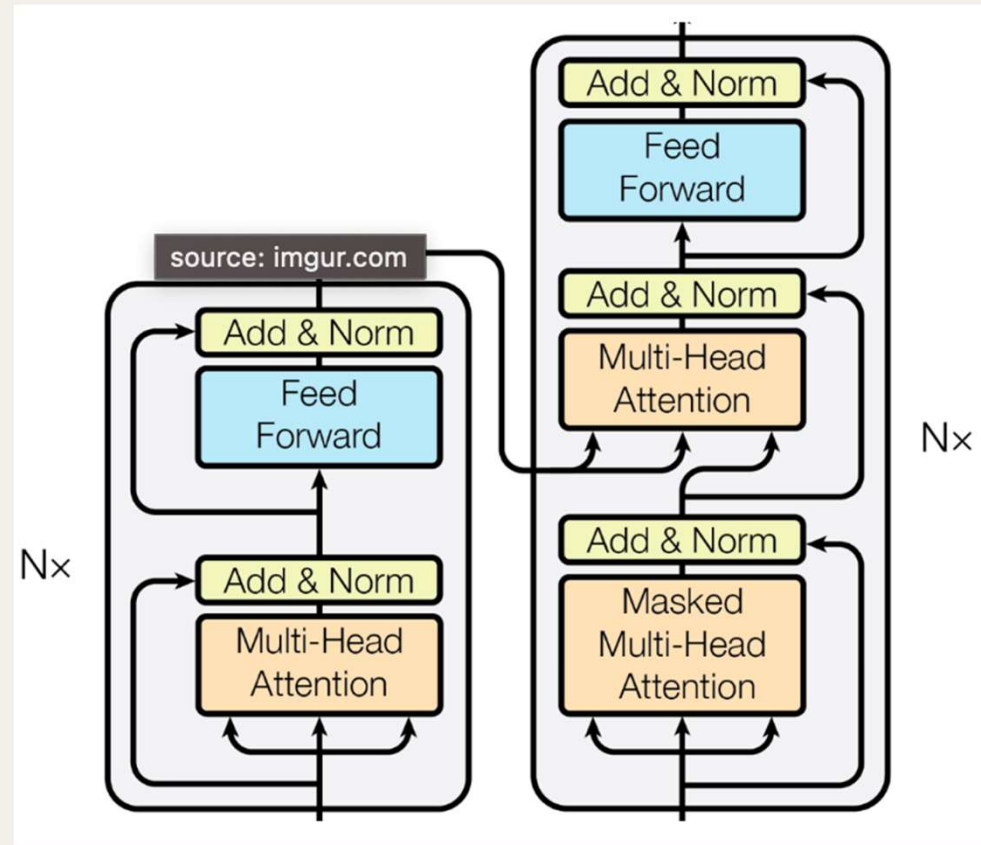 source: imgur.com
Add & Norm
Feed
Forward
Add & Norm
Multi-Head
Attention
Nx
Add & Norm
Feed
Forward
Add & Norm
Multi-Head
Attention
Add & Norm
Masked
Multi-Head
Attention
N×